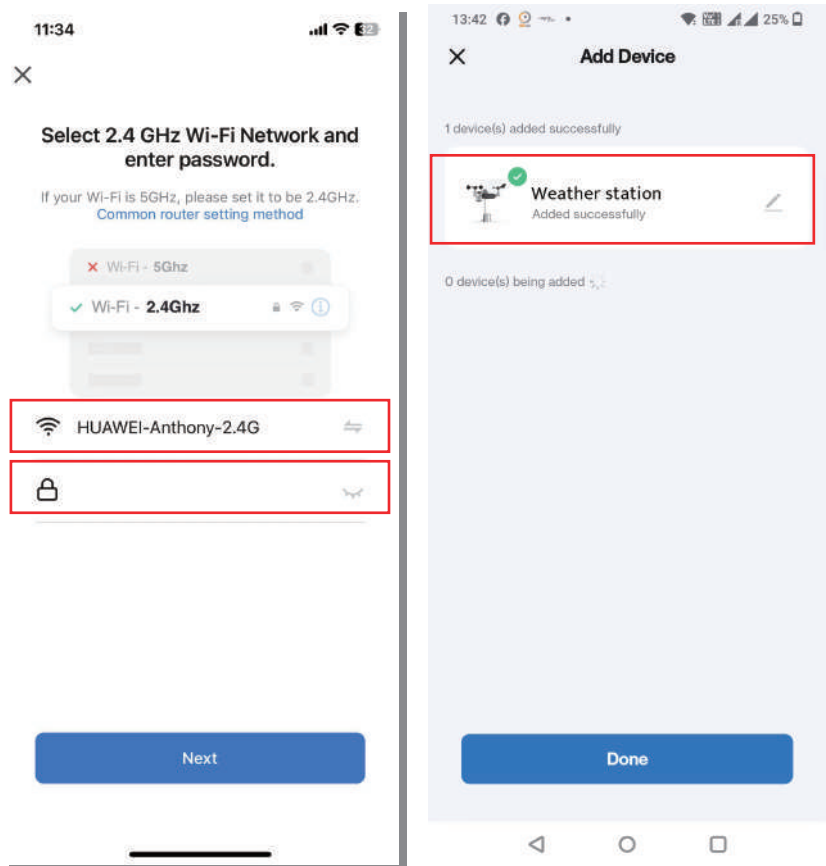 11:34
32
Select 2.4 GHz Wi-Fi Network and
enter password.
If your Wi-Fi is 5GHz, please set it to be 2.4GHz.
Common router setting method
Wi-Fi - 5Ghz
Wi-Fi - 2.4Ghz
HUAWEI-Anthony-2.4G
Next
13:42
25%
Add Device
1 device(s) added successfully
Weather station
Added successfully
0 device(s) being added
Done